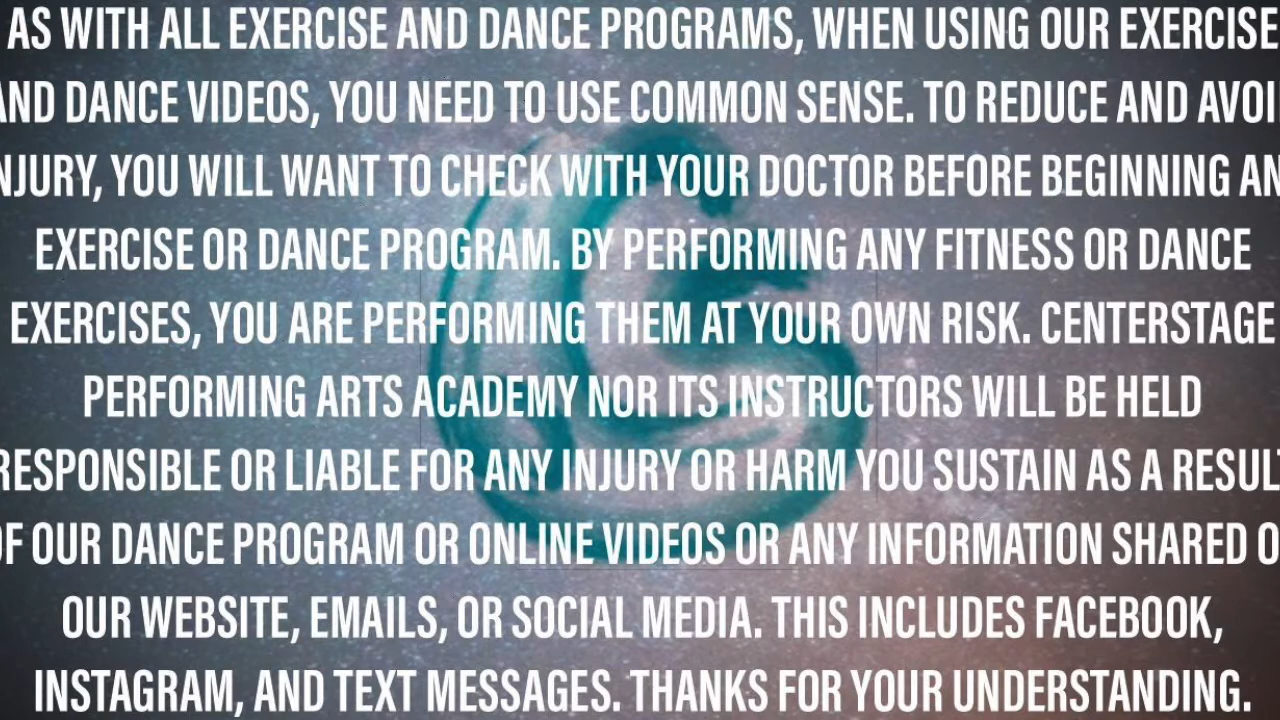 AS WITH ALL EXERCISE AND DANCE PROGRAMS, WHEN USING OUR EXERCISE
AND DANCE VIDEOS, YOU NEED TO USE COMMON SENSE. TO REDUCE AND AVOI
NJURY, YOU WILL WANT TO CHECK WITH YOUR DOCTOR BEFORE BEGINNING AN
EXERCISE OR DANCE PROGRAM. BY PERFORMING ANY FITNESS OR DANCE
EXERCISES, YOU ARE PERFORMING THEM AT YOUR OWN RISK. CENTERSTAGE
PERFORMING ARTS ACADEMY NOR ITS INSTRUCTORS WILL BE HELD
RESPONSIBLE OR LIABLE FOR ANY INJURY OR HARM YOU SUSTAIN AS A RESULT
OF OUR DANCE PROGRAM OR ONLINE VIDEOS OR ANY INFORMATION SHARED O
OUR WEBSITE, EMAILS, OR SOCIAL MEDIA. THIS INCLUDES FACEBOOK,
INSTAGRAM, AND TEXT MESSAGES. THANKS FOR YOUR UNDERSTANDING.